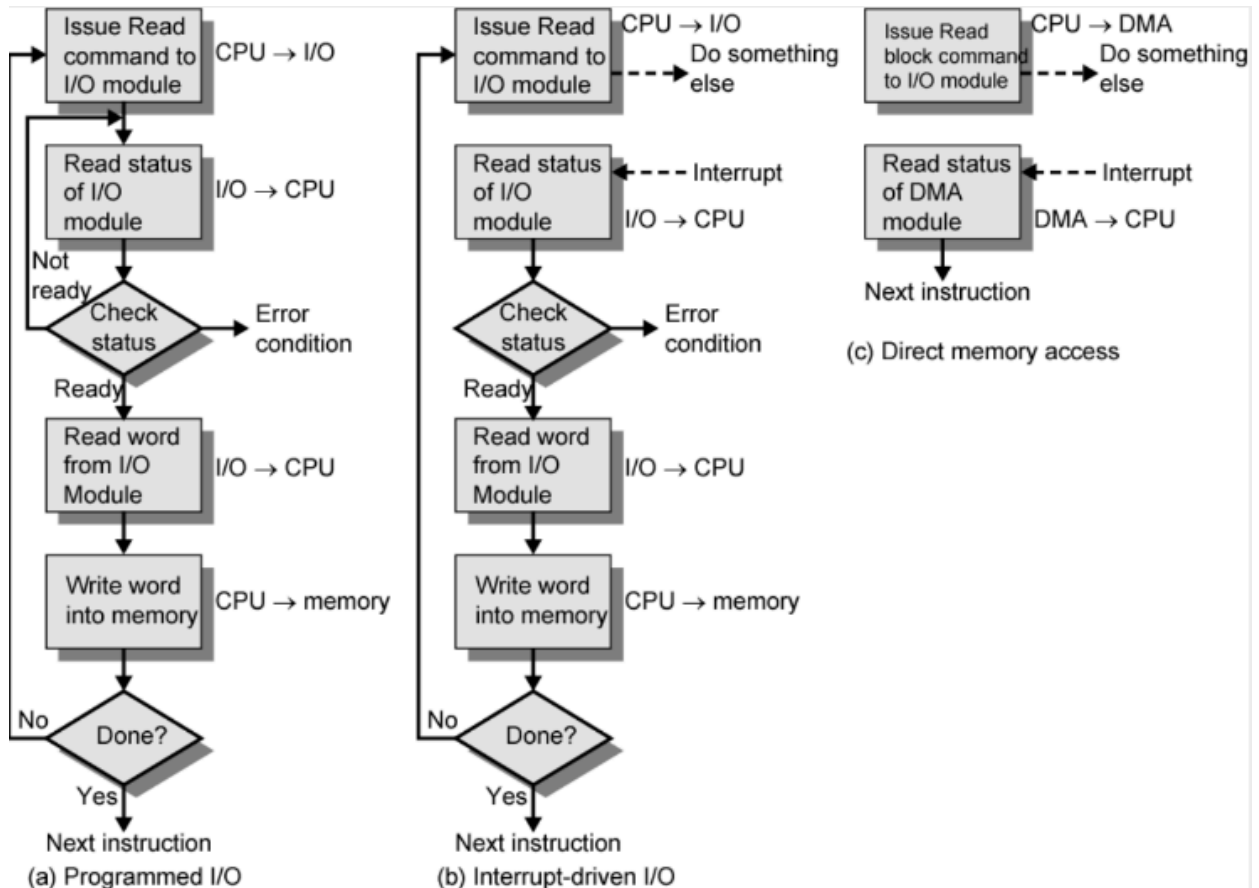 Issue Read
command to
I/O module
CPU → I/O
Read status
of I/O
module
I/O → CPU
Not
ready
Check
status
Error
condition
Ready
Read word
from I/O
Module
I/O → CPU
Write word
into memory
CPU → memory
No
Done?
Yes
Next instruction
(a) Programmed I/O
Issue Read
command to
I/O module
CPU → I/O
Do something
else
Read status
of I/O
module
Interrupt
I/O → CPU
Check
status
Error
condition
Ready
Read word
from I/O
Module
I/O → CPU
Write word
into memory
CPU → memory
No
Done?
Yes
Next instruction
(b) Interrupt-driven I/O
Issue Read
block command
to I/O module
CPU → DMA
Do something
else
Read status
of DMA
module
Interrupt
DMA → CPU
Next instruction
(c) Direct memory access